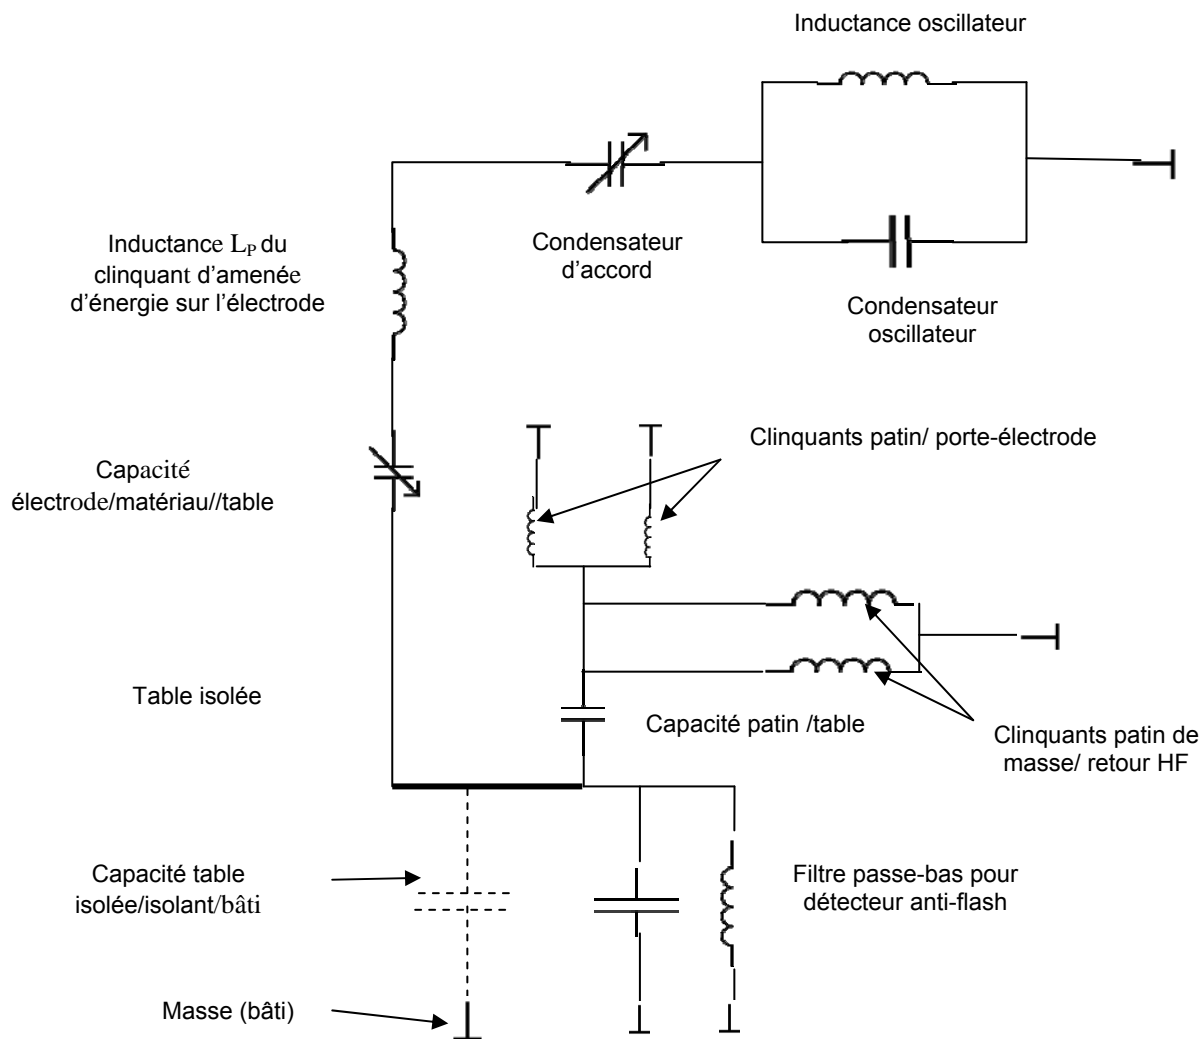 Inductance oscillateur
Inductance LP du
clinquant d’amenée
d’énergie sur l’électrode
Condensateur
d’accord
Condensateur
oscillateur
Capacité
électrode/matériau//table
Clinquants patin/ porte-électrode
Table isolée
Capacité patin /table
Clinquants patin de
masse/ retour HF
Capacité table
isolée/isolant/bâti
Filtre passe-bas pour
détecteur anti-flash
Masse (bâti)